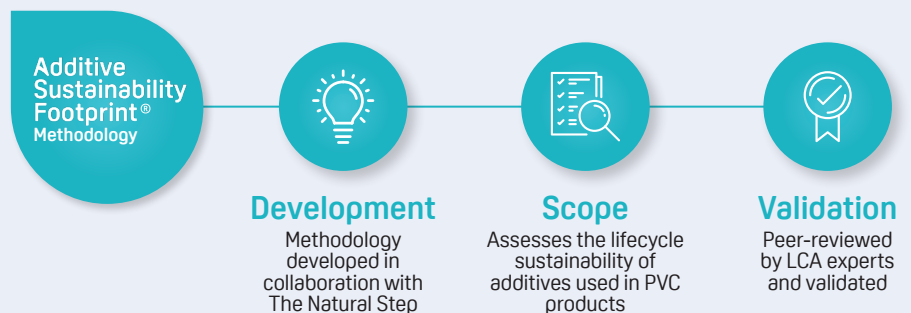 Additive
Sustainability
Footprint®
Methodology
Development
Methodology
developed in
collaboration with
The Natural Step
Scope
Assesses the lifecycle
sustainability of
additives used in PVC
products
Validation
Peer-reviewed
by LCA experts
and validated